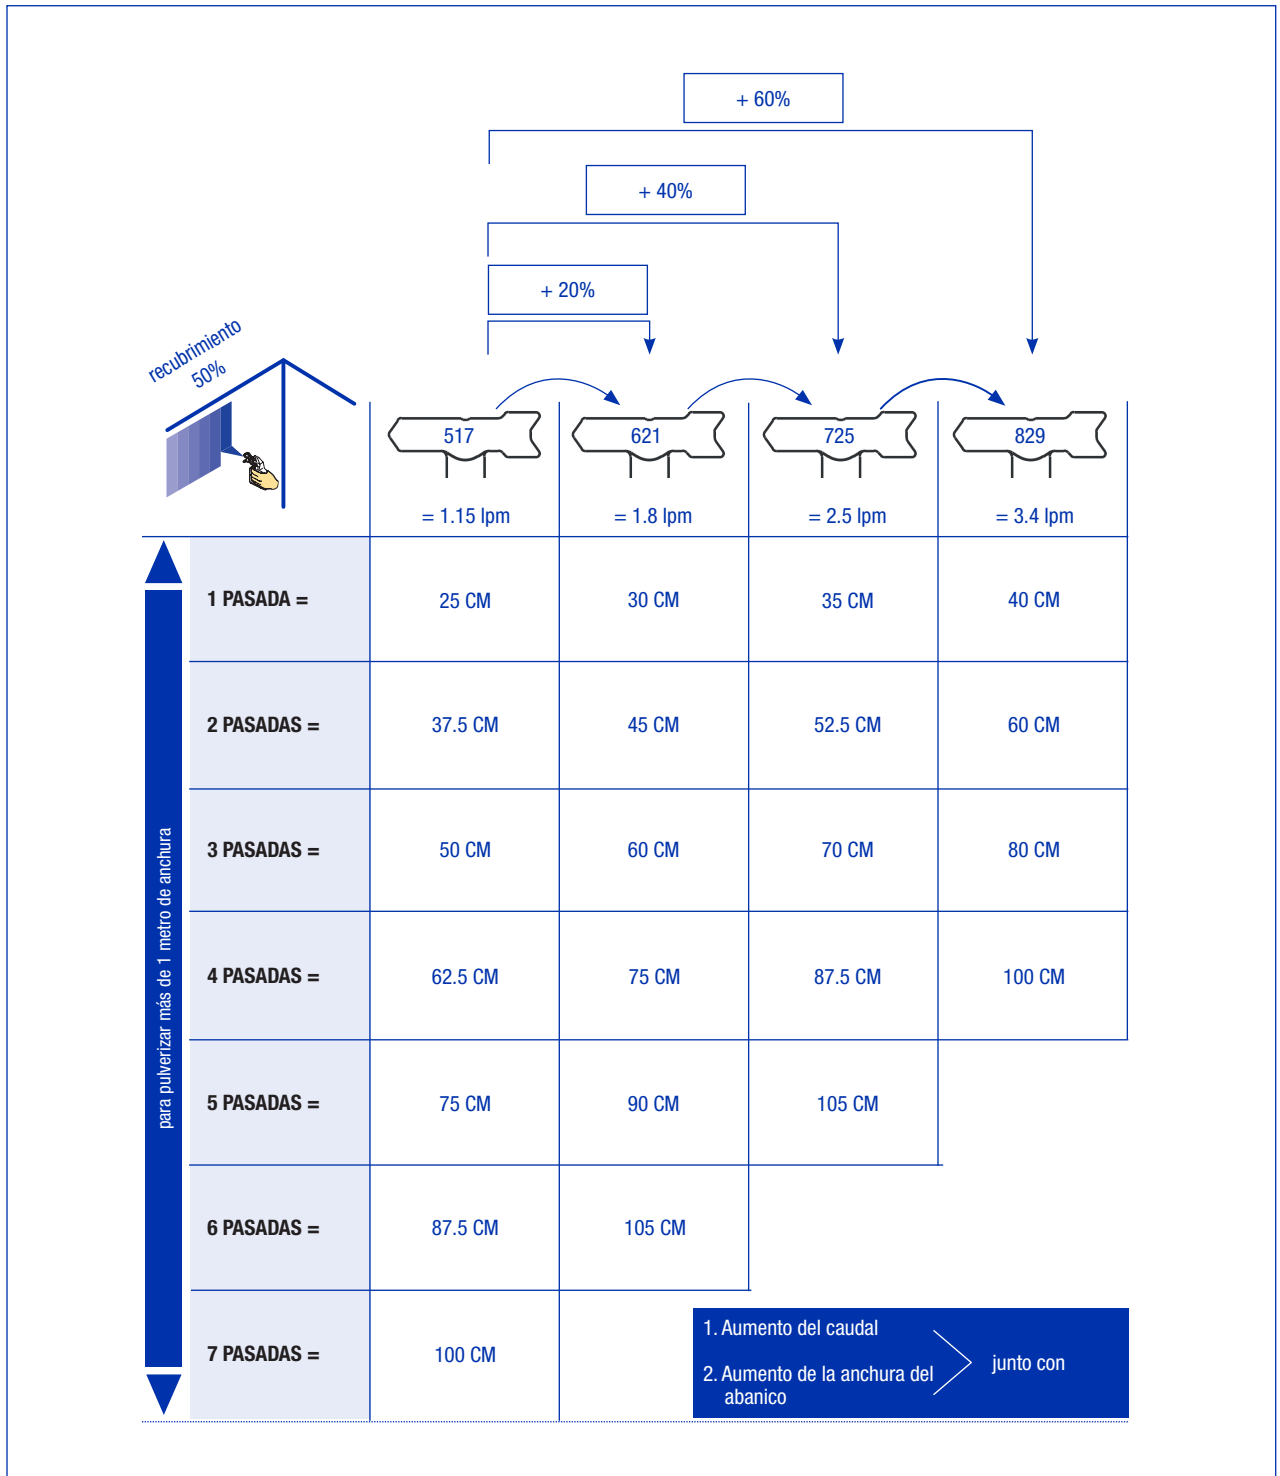 + 60%
+ 40%
+ 20%
recubrimiento
50%
517
621
725
829
= 1.15 lpm
= 1.8 lpm
= 2.5 lpm
= 3.4 lpm
para pulverizar más de 1 metro de anchura
1 PASADA =
25 CM
30 CM
35 CM
40 CM
2 PASADAS =
37.5 CM
45 CM
52.5 CM
60 CM
3 PASADAS =
50 CM
60 CM
70 CM
80 CM
4 PASADAS =
62.5 CM
75 CM
87.5 CM
100 CM
5 PASADAS =
75 CM
90 CM
105 CM
6 PASADAS =
87.5 CM
105 CM
7 PASADAS =
100 CM
1. Aumento del caudal
2. Aumento de la anchura del
abanico
junto con